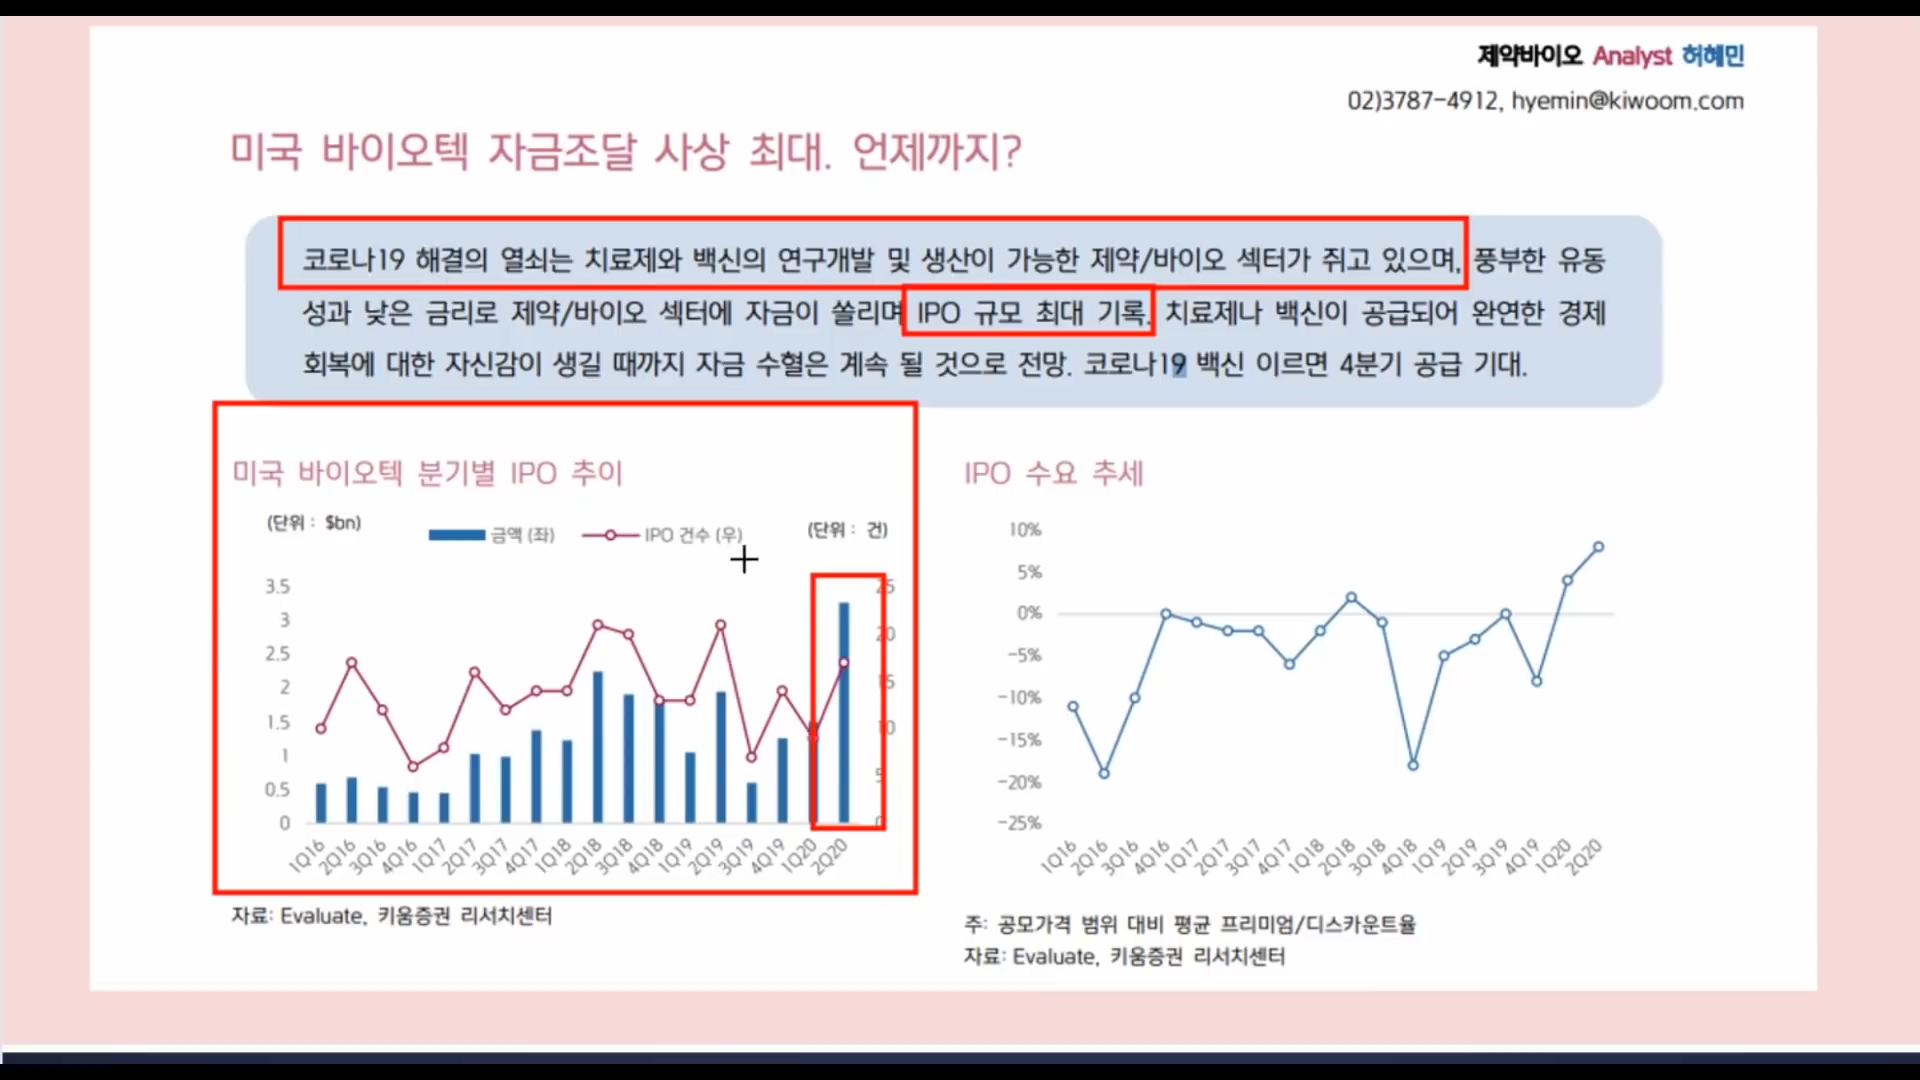 제약바이오 Analyst 허혜민
02)3787-4912, hyemin@kiwoom.com
미국 바이오텍 자금조달 사상 최대. 언제까지?
코로나19 해결의 열쇠는 치료제와 백신의 연구개발 및 생산이 가능한 제약/바이오 섹터가 쥐고 있으며, 풍부한 유동
성과 낮은 금리로 제약/바이오 섹터에 자금이 쏠리며 IPO 규모 최대 기록. 치료제나 백신이 공급되어 완연한 경제
회복에 대한 자신감이 생길 때까지 자금 수혈은 계속 될 것으로 전망. 코로나19 백신 이르면 4분기 공급 기대.
미국 바이오텍 분기별 IPO 추이
(단위 : $bn)
금액 (좌)
IPO 건수 (우)
(단위 : 건)
3.5
3
2.5
2
1.5
1
0.5
0
25
20
15
10
5
0
1Q16
2Q16
3Q16
4Q16
1Q17
2Q17
3Q17
4Q17
1Q18
2Q18
3Q18
4Q18
1Q19
2Q19
3Q19
4Q19
1Q20
2Q20
자료: Evaluate, 키움증권 리서치센터
IPO 수요 추세
10%
5%
0%
-5%
-10%
-15%
-20%
-25%
1Q16
2Q16
3Q16
4Q16
1Q17
2Q17
3Q17
4Q17
1Q18
2Q18
3Q18
4Q18
1Q19
2Q19
3Q19
4Q19
1Q20
2Q20
주: 공모가격 범위 대비 평균 프리미엄/디스카운트율
자료: Evaluate, 키움증권 리서치센터